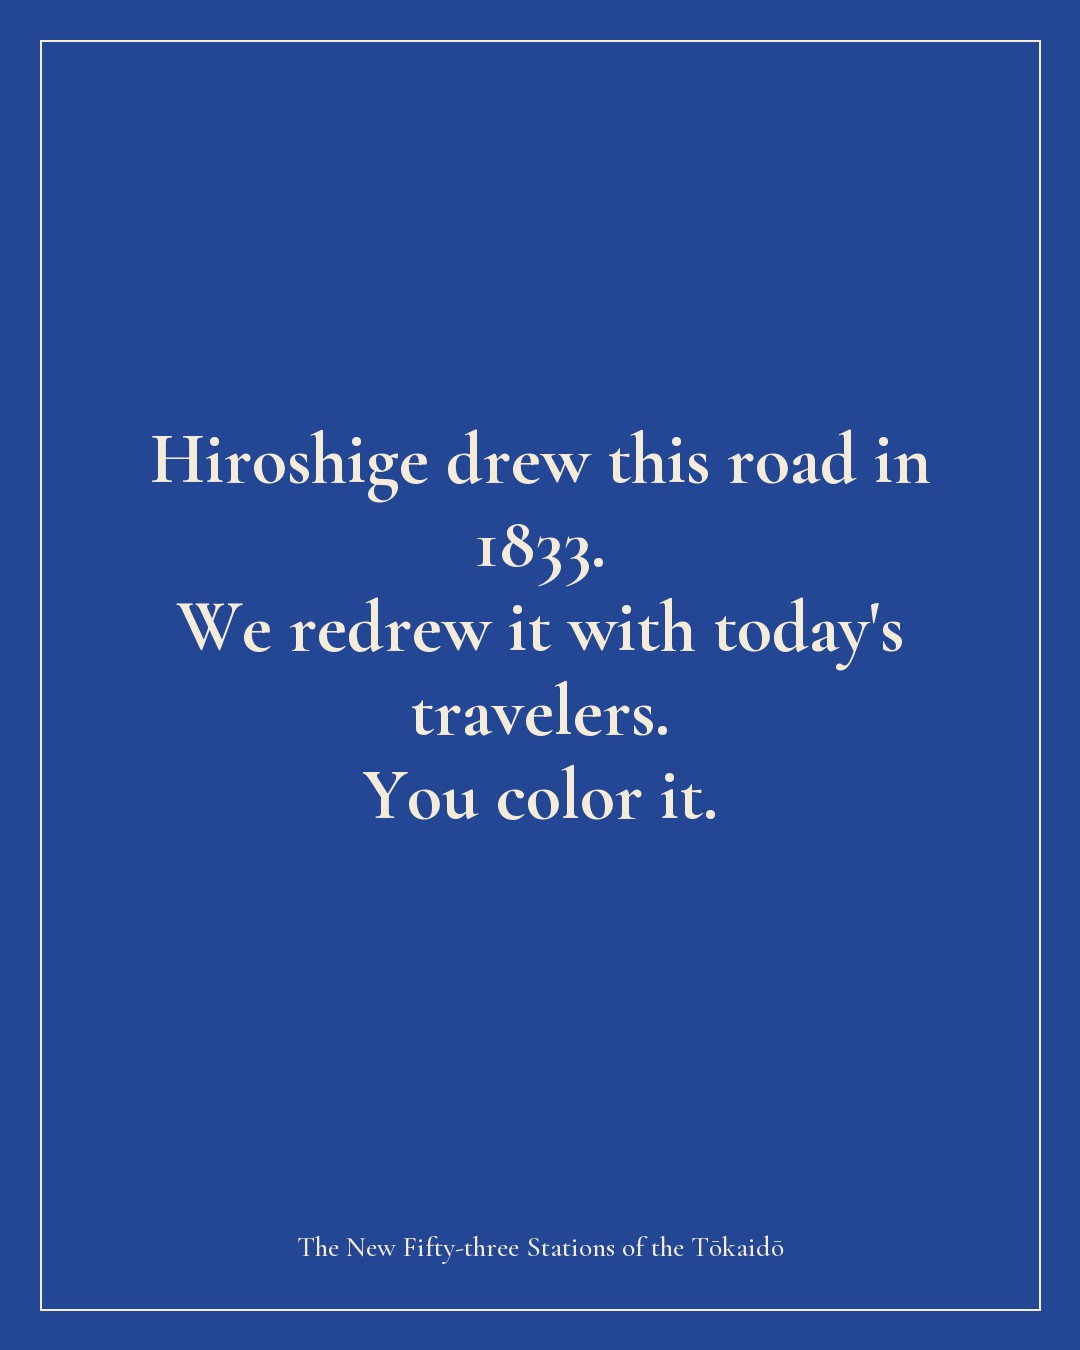 Hiroshige drew this road in
1833.
We redrew it with today's
travelers.
You color it.
The New Fifty-three Stations of the Tōkaidō